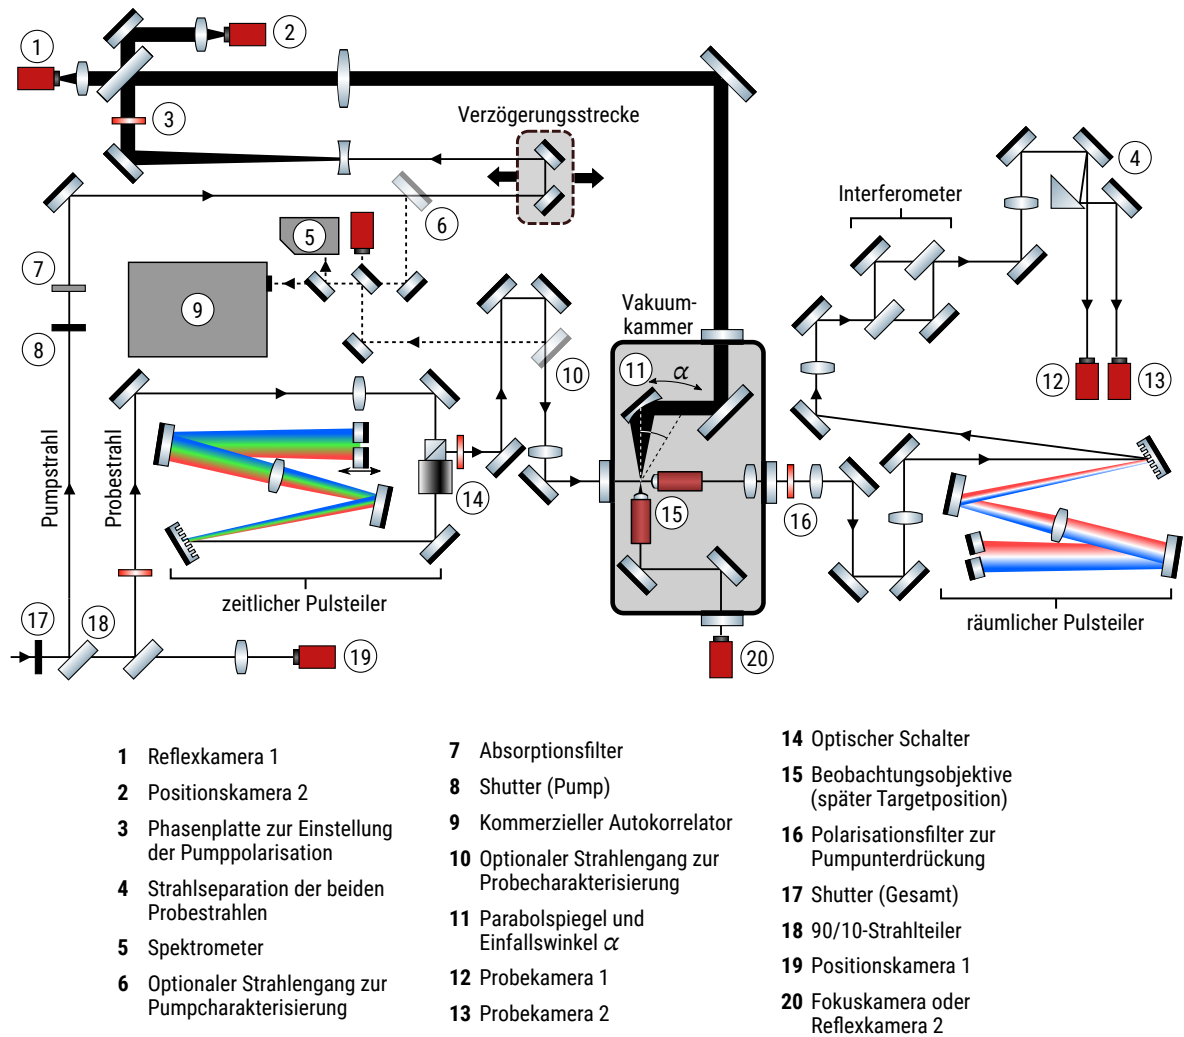 1
2
3
Verzögerungsstrecke
4
Interferometer
5
6
7
8
9
Vakuum-
kammer
10
11
α
12
13
Pumpstrahl
Probestrahl
14
15
16
zeitlicher Pulsteiler
räumlicher Pulsteiler
17
18
19
20
1 Reflexkamera 1
2 Positionskamera 2
3 Phasenplatte zur Einstellung
der Pumppolarisation
4 Strahlseparation der beiden
Probestrahlen
5 Spektrometer
6 Optionaler Strahlengang zur
Pumpcharakterisierung
7 Absorptionsfilter
8 Shutter (Pump)
9 Kommerzieller Autokorrelator
10 Optionaler Strahlengang zur
Probecharakterisierung
11 Parabolspiegel und
Einfallswinkel α
12 Probekamera 1
13 Probekamera 2
14 Optischer Schalter
15 Beobachtungsobjektive
(später Targetposition)
16 Polarisationsfilter zur
Pumpunterdrückung
17 Shutter (Gesamt)
18 90/10-Strahlteiler
19 Positionskamera 1
20 Fokuskamera oder
Reflexkamera 2